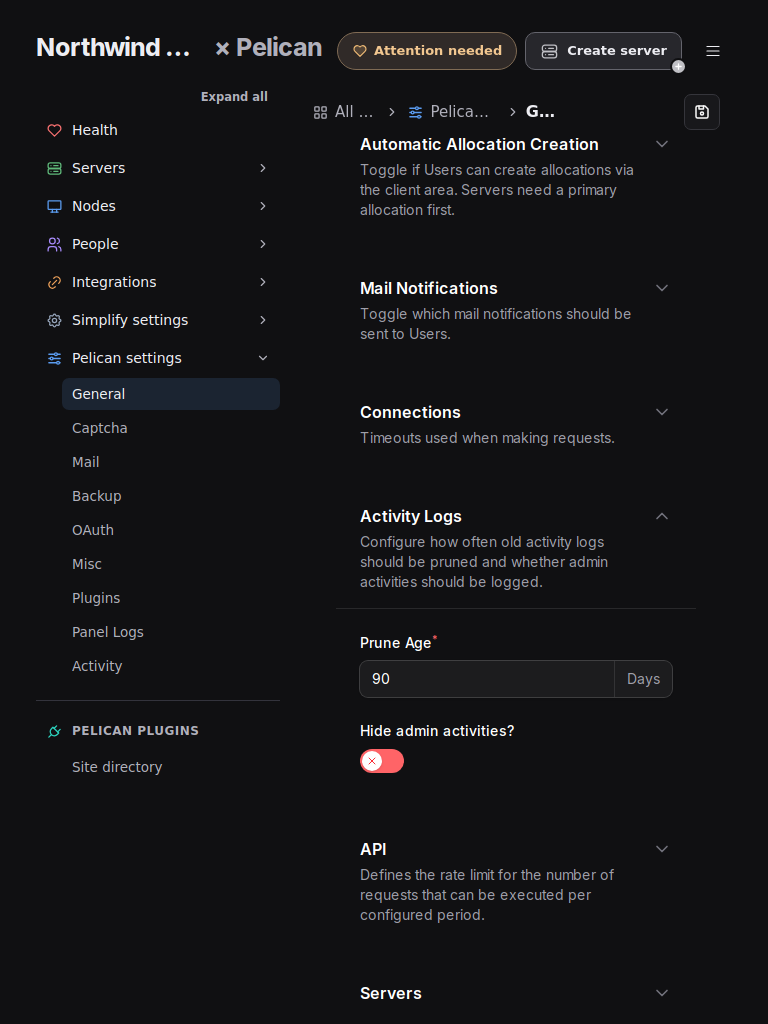 Northwind ... × Pelican
Attention needed
Create server
Expand all
Health
Servers
Nodes
People
Integrations
Simplify settings
Pelican settings
General
Captcha
Mail
Backup
OAuth
Misc
Plugins
Panel Logs
Activity
PELICAN PLUGINS
Site directory
All ... > Pelica... > G...
Automatic Allocation Creation
Toggle if Users can create allocations via
the client area. Servers need a primary
allocation first.
Mail Notifications
Toggle which mail notifications should be
sent to Users.
Connections
Timeouts used when making requests.
Activity Logs
Configure how often old activity logs
should be pruned and whether admin
activities should be logged.
Prune Age*
90 Days
Hide admin activities?
API
Defines the rate limit for the number of
requests that can be executed per
configured period.
Servers